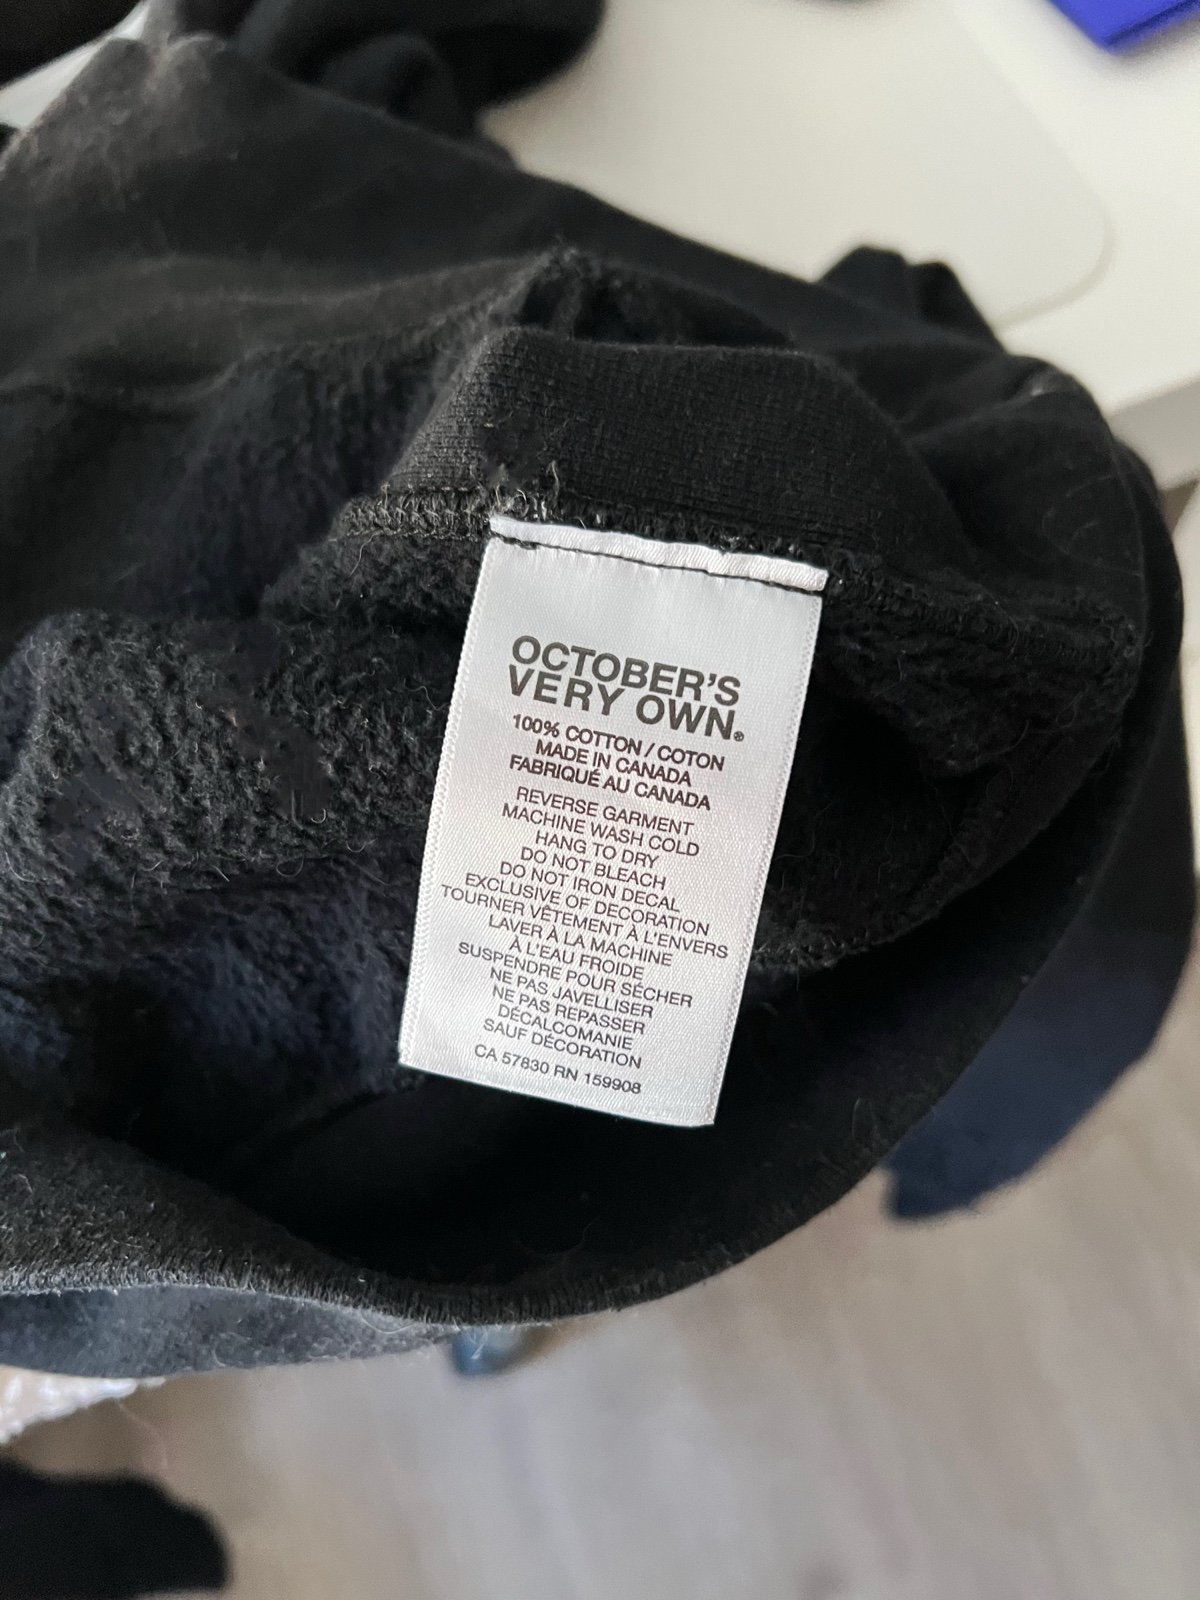 OCTOBER'S
VERY OWN®
100% COTTON / COTON
MADE IN CANADA
FABRIQUÉ AU CANADA
REVERSE GARMENT
MACHINE WASH COLD
HANG TO DRY
DO NOT BLEACH
DO NOT IRON DECAL
EXCLUSIVE OF DECORATION
TOURNER VÊTEMENT À L'ENVERS
LAVER À LA MACHINE
À L'EAU FROIDE
SUSPENDRE POUR SÉCHER
NE PAS JAVELLISER
NE PAS REPASSER
DÉCALCOMANIE
SAUF DÉCORATION
CA 57830 RN 159908